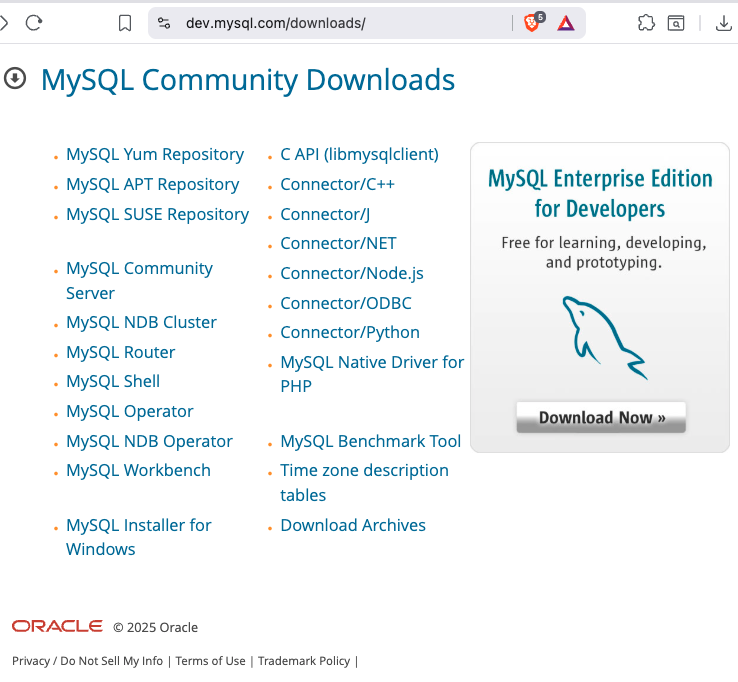 dev.mysql.com/downloads/
5
MySQL Community Downloads
MySQL Yum Repository
MySQL APT Repository
MySQL SUSE Repository
MySQL Community
Server
MySQL NDB Cluster
MySQL Router
MySQL Shell
MySQL Operator
MySQL NDB Operator
MySQL Workbench
MySQL Installer for
Windows
C API (libmysqlclient)
Connector/C++
Connector/J
Connector/NET
Connector/Node.js
Connector/ODBC
Connector/Python
MySQL Native Driver for
PHP
MySQL Benchmark Tool
Time zone description
tables
Download Archives
MySQL Enterprise Edition
for Developers
Free for learning, developing,
and prototyping.
Download Now »
ORACLE © 2025 Oracle
Privacy / Do Not Sell My Info | Terms of Use | Trademark Policy |